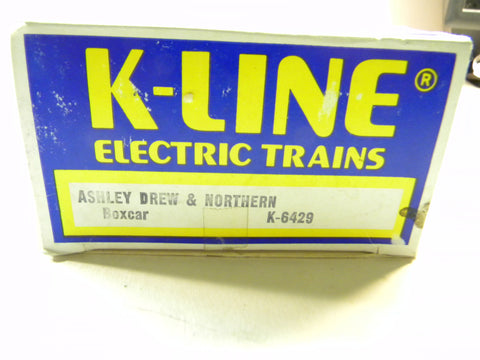 K-LINE®
ELECTRIC TRAINS
ASHLEY DREW & NORTHERN
Boxcar K-6429